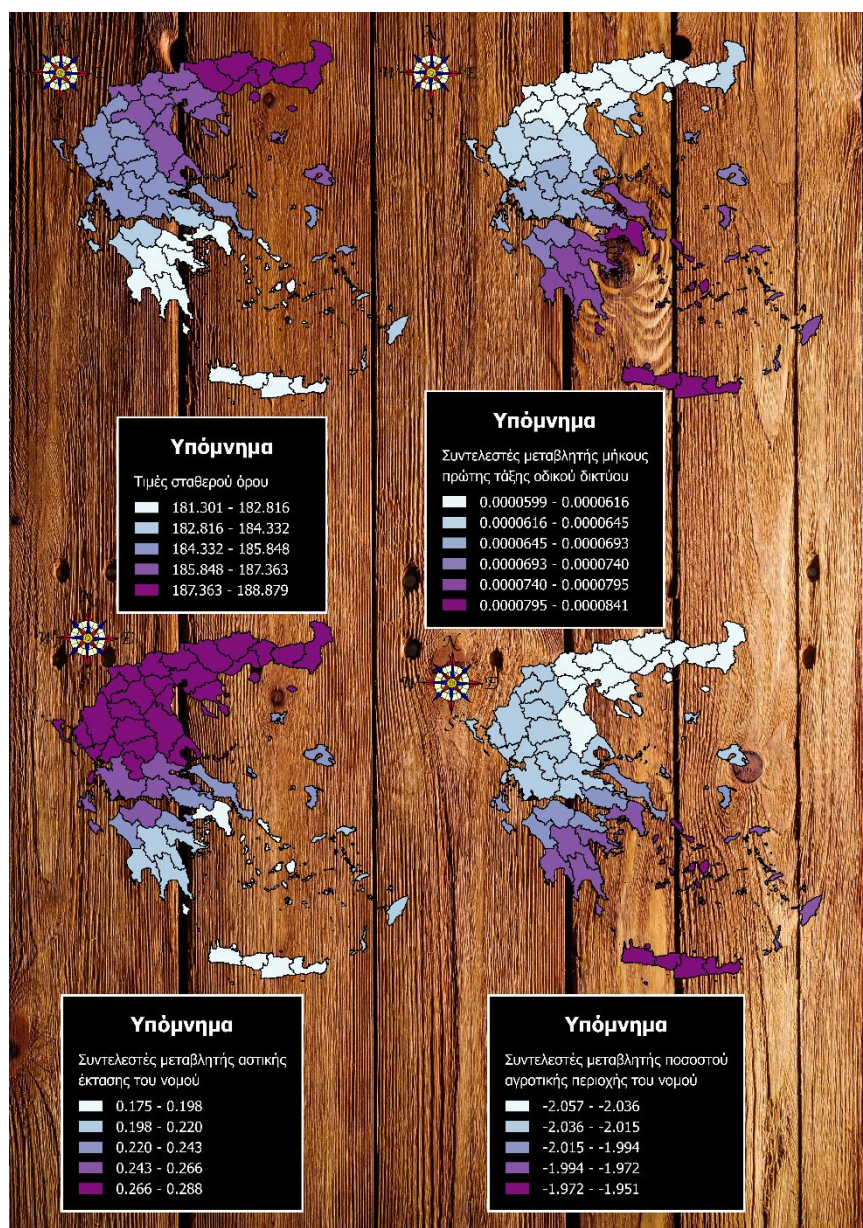 N
W
E
S
N
W
E
Υπόμνημα
Τιμές σταθερού όρου
181.301 - 182.816
182.816 - 184.332
184.332 - 185.848
185.848 - 187.363
187.363 - 188.879
Υπόμνημα
Συντελεστές μεταβλητής μήκους
πρώτης τάξης οδικού δικτύου
0.0000599 - 0.0000616
0.0000616 - 0.0000645
0.0000645 - 0.0000693
0.0000693 - 0.0000740
0.0000740 - 0.0000795
0.0000795 - 0.0000841
N
W
E
N
W
E
S
Υπόμνημα
Συντελεστές μεταβλητής αστικής
έκτασης του νομού
0.175 - 0.198
0.198 - 0.220
0.220 - 0.243
0.243 - 0.266
0.266 - 0.288
Υπόμνημα
Συντελεστές μεταβλητής ποσοστού
αγροτικής περιοχής του νομού
-2.057 - -2.036
-2.036 - -2.015
-2.015 - -1.994
-1.994 - -1.972
-1.972 - -1.951